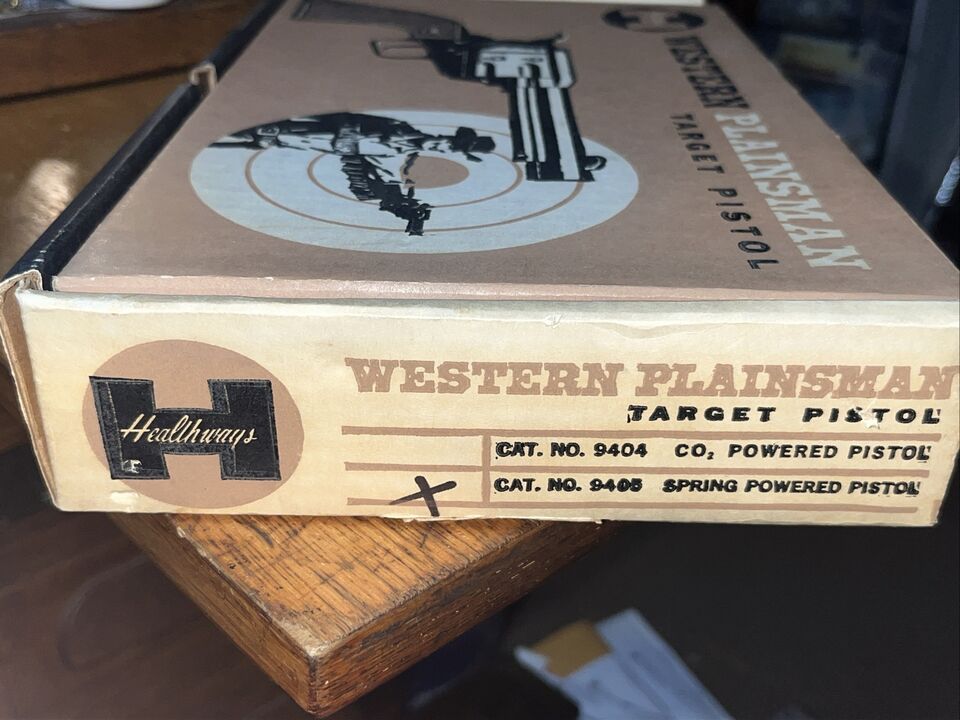 WESTERN PLAINSMAN
TARGET PISTOL
Healthways
WESTERN PLAINSMAN
TARGET PISTOL
CAT. NO. 9404 CO₂ POWERED PISTOL
CAT. NO. 9405 SPRING POWERED PISTOL